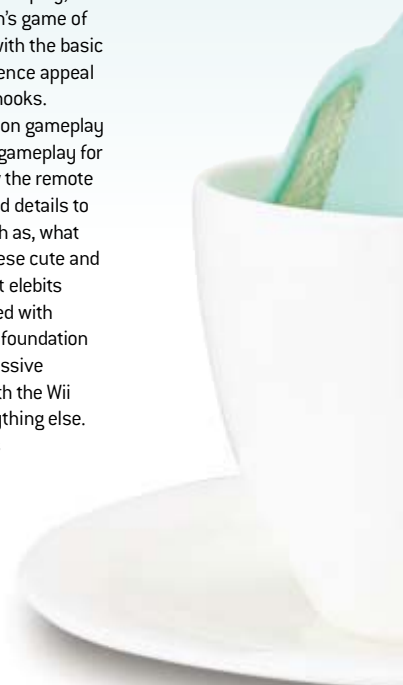 n's game of
with the basic
ence appeal
hooks.
on gameplay
gameplay for
the remote
d details to
h as, what
ese cute and
t elebits
ed with
foundation
ssive
th the Wii
thing else.